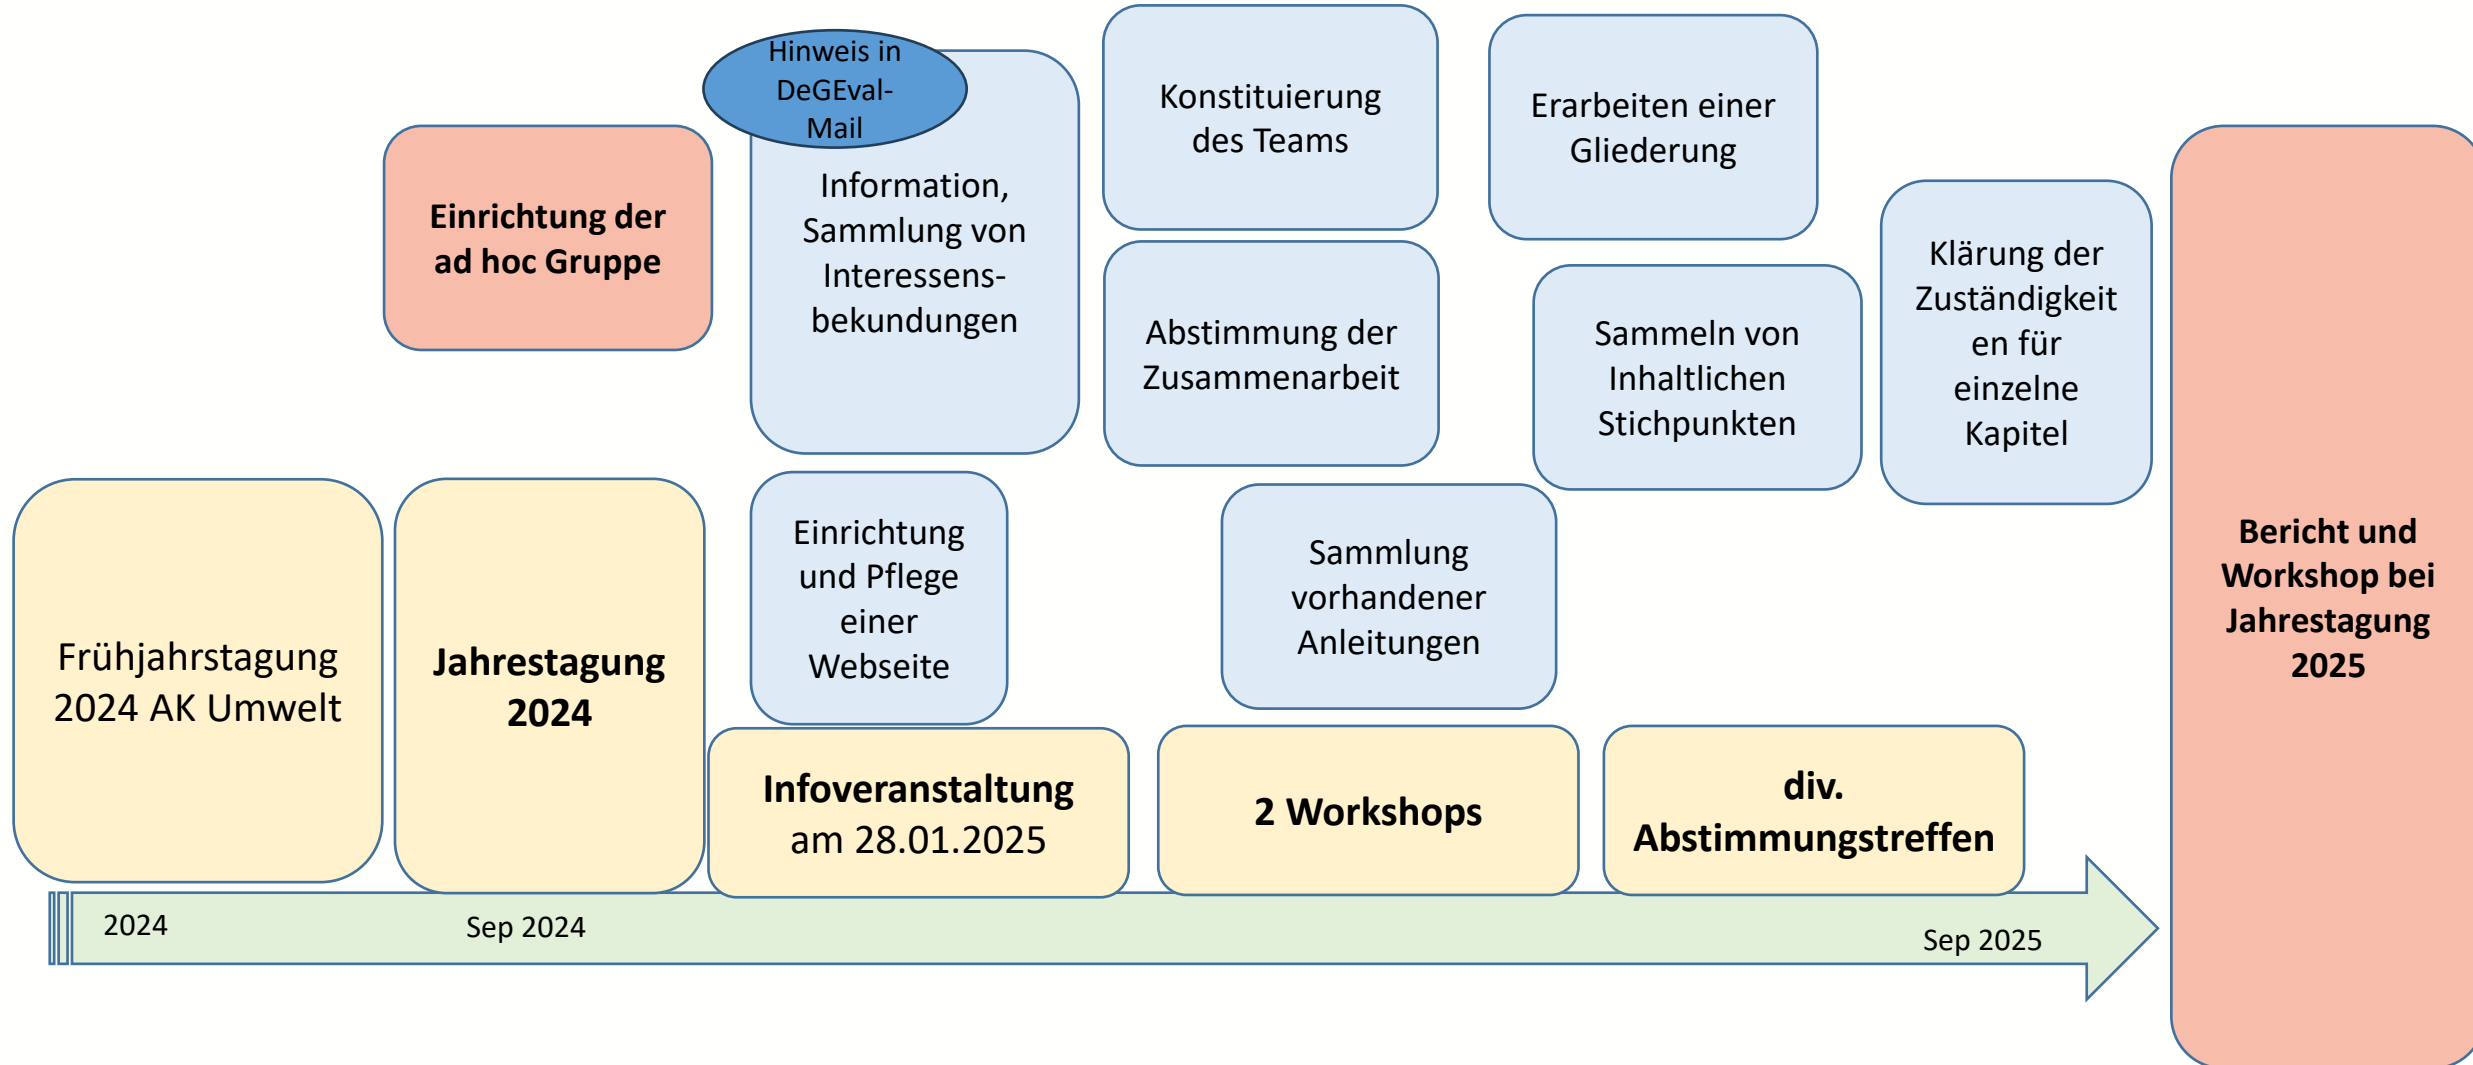 Hinweis in
DeGEval-
Mail
Information,
Sammlung von
Interessens-
bekundungen
Konstituierung
des Teams
Erarbeiten einer
Gliederung
Einrichtung der
ad hoc Gruppe
Abstimmung der
Zusammenarbeit
Sammeln von
Inhaltlichen
Stichpunkten
Klärung der
Zuständigkeit
en für
einzelne
Kapitel
Bericht und
Workshop bei
Jahrestagung
2025
Frühjahrstagung
2024 AK Umwelt
Jahrestagung
2024
Einrichtung
und Pflege
einer
Webseite
Sammlung
vorhandener
Anleitungen
Infoveranstaltung
am 28.01.2025
2 Workshops
div.
Abstimmungstreffen
2024
Sep 2024
Sep 2025